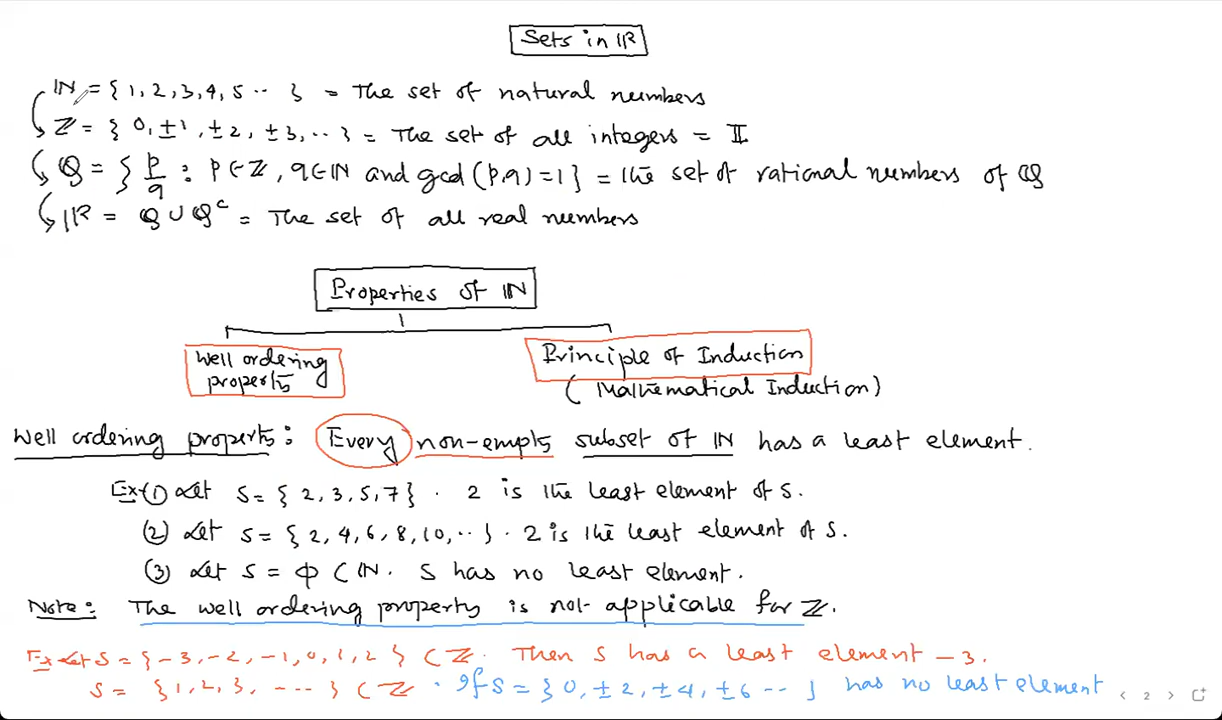 Sets in ℝ
ℕ = { 1, 2, 3, 4, 5 .. } = The set of natural numbers
ℤ = { 0, ±1, ±2, ±3, .. } = The set of all integers = II
ℚ = { p/q : p ∈ ℤ, q ∈ ℕ and gcd (p,q) = 1 } = The set of rational numbers of ℚ
ℝ = ℚ ∪ ℚᶜ = The set of all real numbers
Properties of ℕ
Well ordering property
Principle of Induction
( Mathematical Induction )
Well ordering property : Every non-empty subset of ℕ has a least element.
Ex (1) Let S = { 2, 3, 5, 7 } . 2 is the least element of S.
(2) Let S = { 2, 4, 6, 8, 10, .. } . 2 is the least element of S.
(3) Let S = ϕ ⊂ ℕ. S has no least element.
Note : The well ordering property is not applicable for ℤ.
Ex Let S = { -3, -2, -1, 0, 1, 2 } ⊂ ℤ. Then S has a least element -3.
S = { 1, 2, 3, .... } ⊂ ℤ . If S = { 0, ±2, ±4, ±6 .. } has no least element
< 2 >